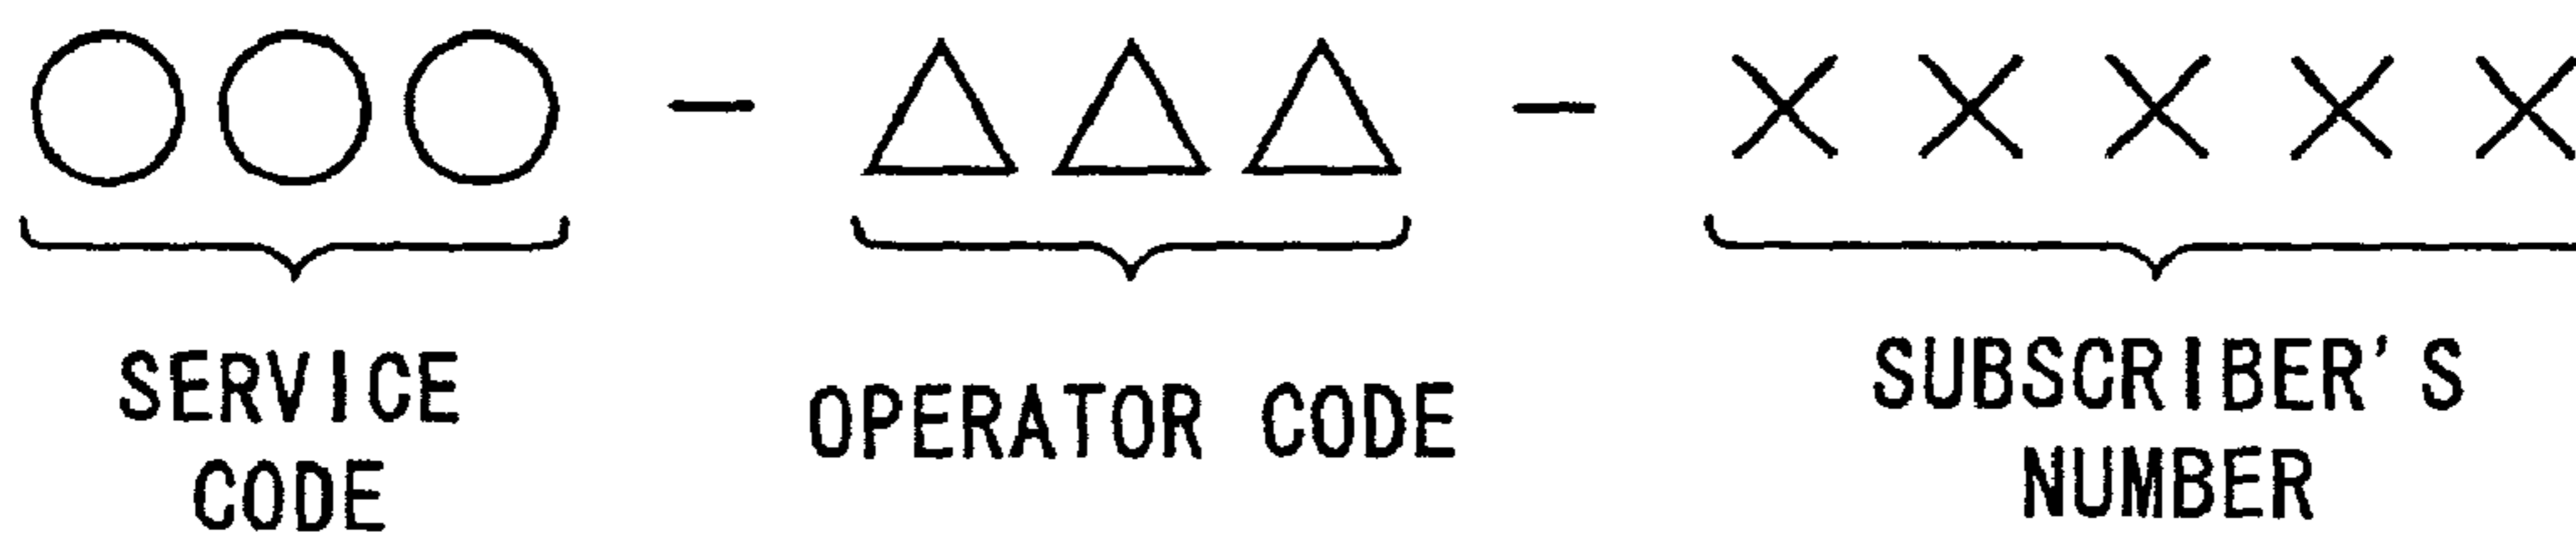 ○○○ - △△△ - ×××××
SERVICE
CODE
OPERATOR CODE
SUBSCRIBER'S
NUMBER